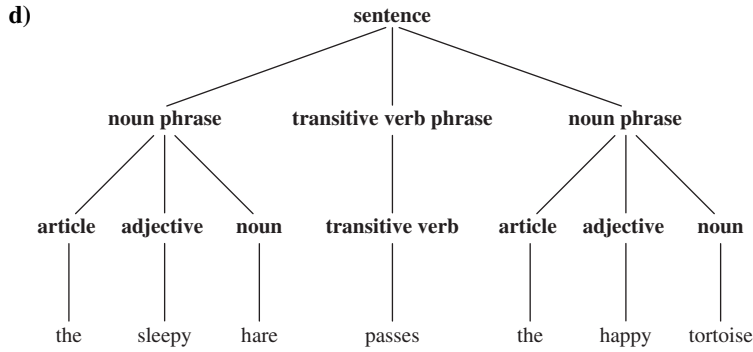 d)
sentence
noun phrase transitive verb phrase noun phrase
article adjective noun transitive verb article adjective noun
the sleepy hare passes the happy tortoise